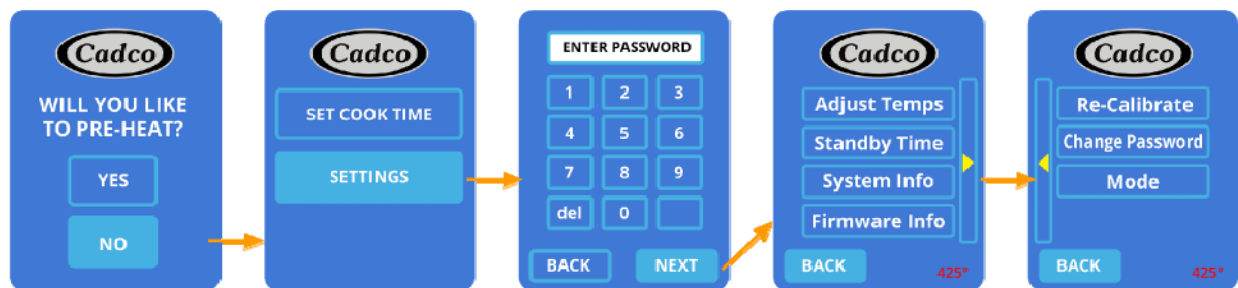 Cadco
WILL YOU LIKE
TO PRE-HEAT?
YES
NO
Cadco
SET COOK TIME
SETTINGS
ENTER PASSWORD
1 2 3
4 5 6
7 8 9
del 0
BACK NEXT
Cadco
Adjust Temps
Standby Time
System Info
Firmware Info
BACK
425°
Cadco
Re-Calibrate
Change Password
Mode
BACK
425°